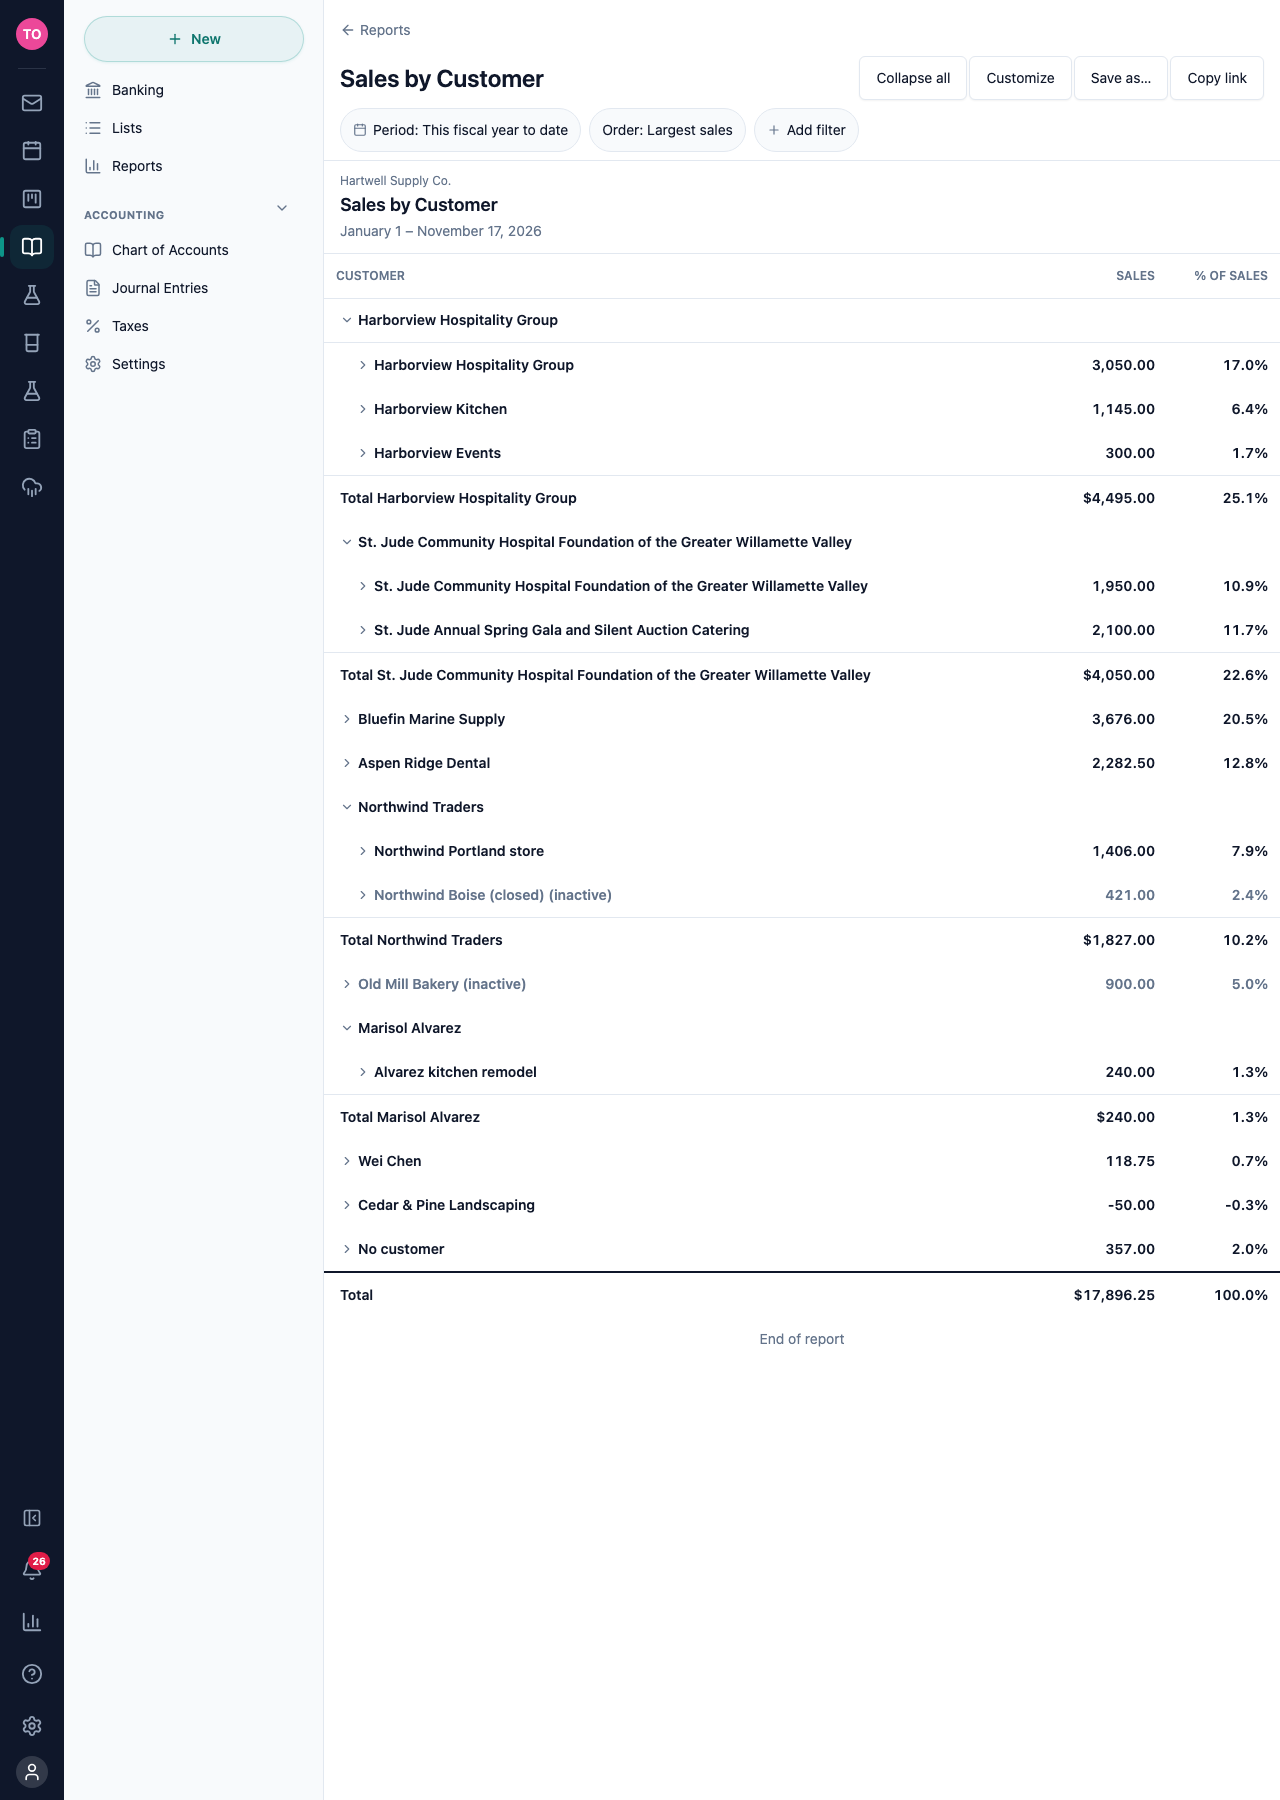 TO
New
Banking
Lists
Reports
ACCOUNTING
Chart of Accounts
Journal Entries
Taxes
Settings
26
Reports
Sales by Customer
Collapse all
Customize
Save as...
Copy link
Period: This fiscal year to date
Order: Largest sales
Add filter
Hartwell Supply Co.
Sales by Customer
January 1 – November 17, 2026
CUSTOMER SALES % OF SALES
Harborview Hospitality Group
Harborview Hospitality Group 3,050.00 17.0%
Harborview Kitchen 1,145.00 6.4%
Harborview Events 300.00 1.7%
Total Harborview Hospitality Group $4,495.00 25.1%
St. Jude Community Hospital Foundation of the Greater Willamette Valley
St. Jude Community Hospital Foundation of the Greater Willamette Valley 1,950.00 10.9%
St. Jude Annual Spring Gala and Silent Auction Catering 2,100.00 11.7%
Total St. Jude Community Hospital Foundation of the Greater Willamette Valley $4,050.00 22.6%
Bluefin Marine Supply 3,676.00 20.5%
Aspen Ridge Dental 2,282.50 12.8%
Northwind Traders
Northwind Portland store 1,406.00 7.9%
Northwind Boise (closed) (inactive) 421.00 2.4%
Total Northwind Traders $1,827.00 10.2%
Old Mill Bakery (inactive) 900.00 5.0%
Marisol Alvarez
Alvarez kitchen remodel 240.00 1.3%
Total Marisol Alvarez $240.00 1.3%
Wei Chen 118.75 0.7%
Cedar & Pine Landscaping -50.00 -0.3%
No customer 357.00 2.0%
Total $17,896.25 100.0%
End of report